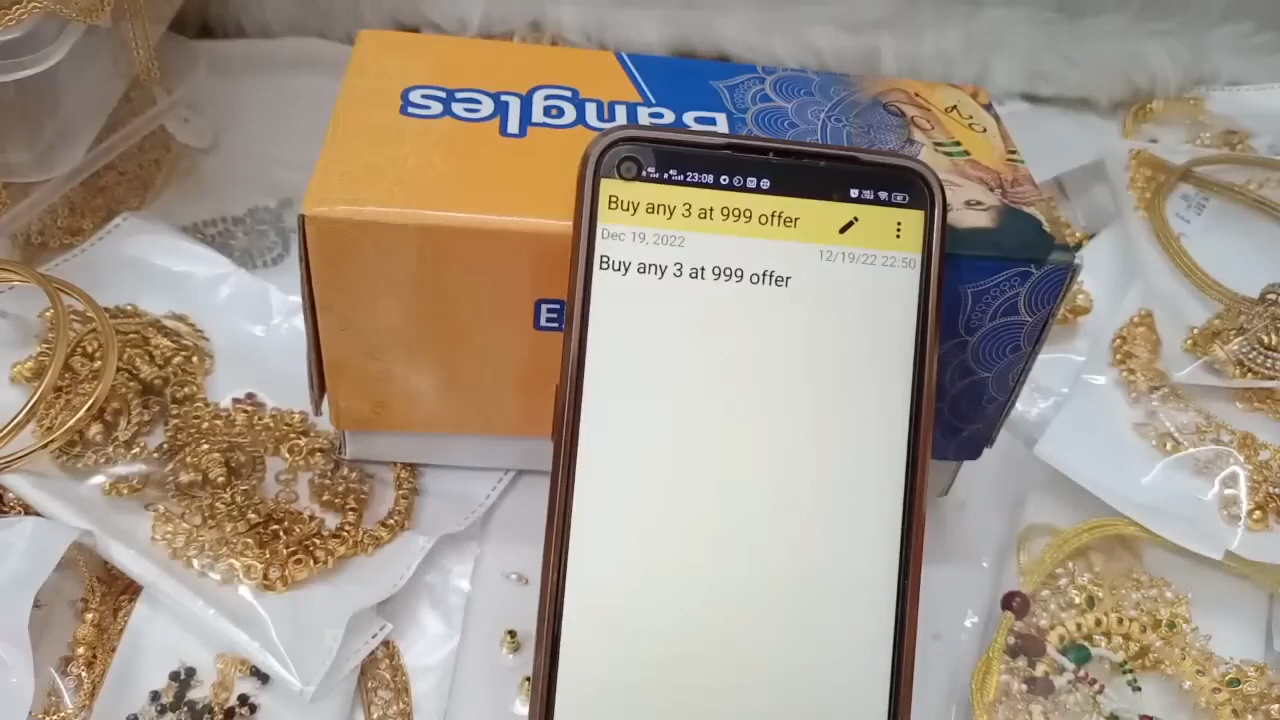 Bangles
23:08
Buy any 3 at 999 offer
Dec 19, 2022
12/19/22 22:50
Buy any 3 at 999 offer